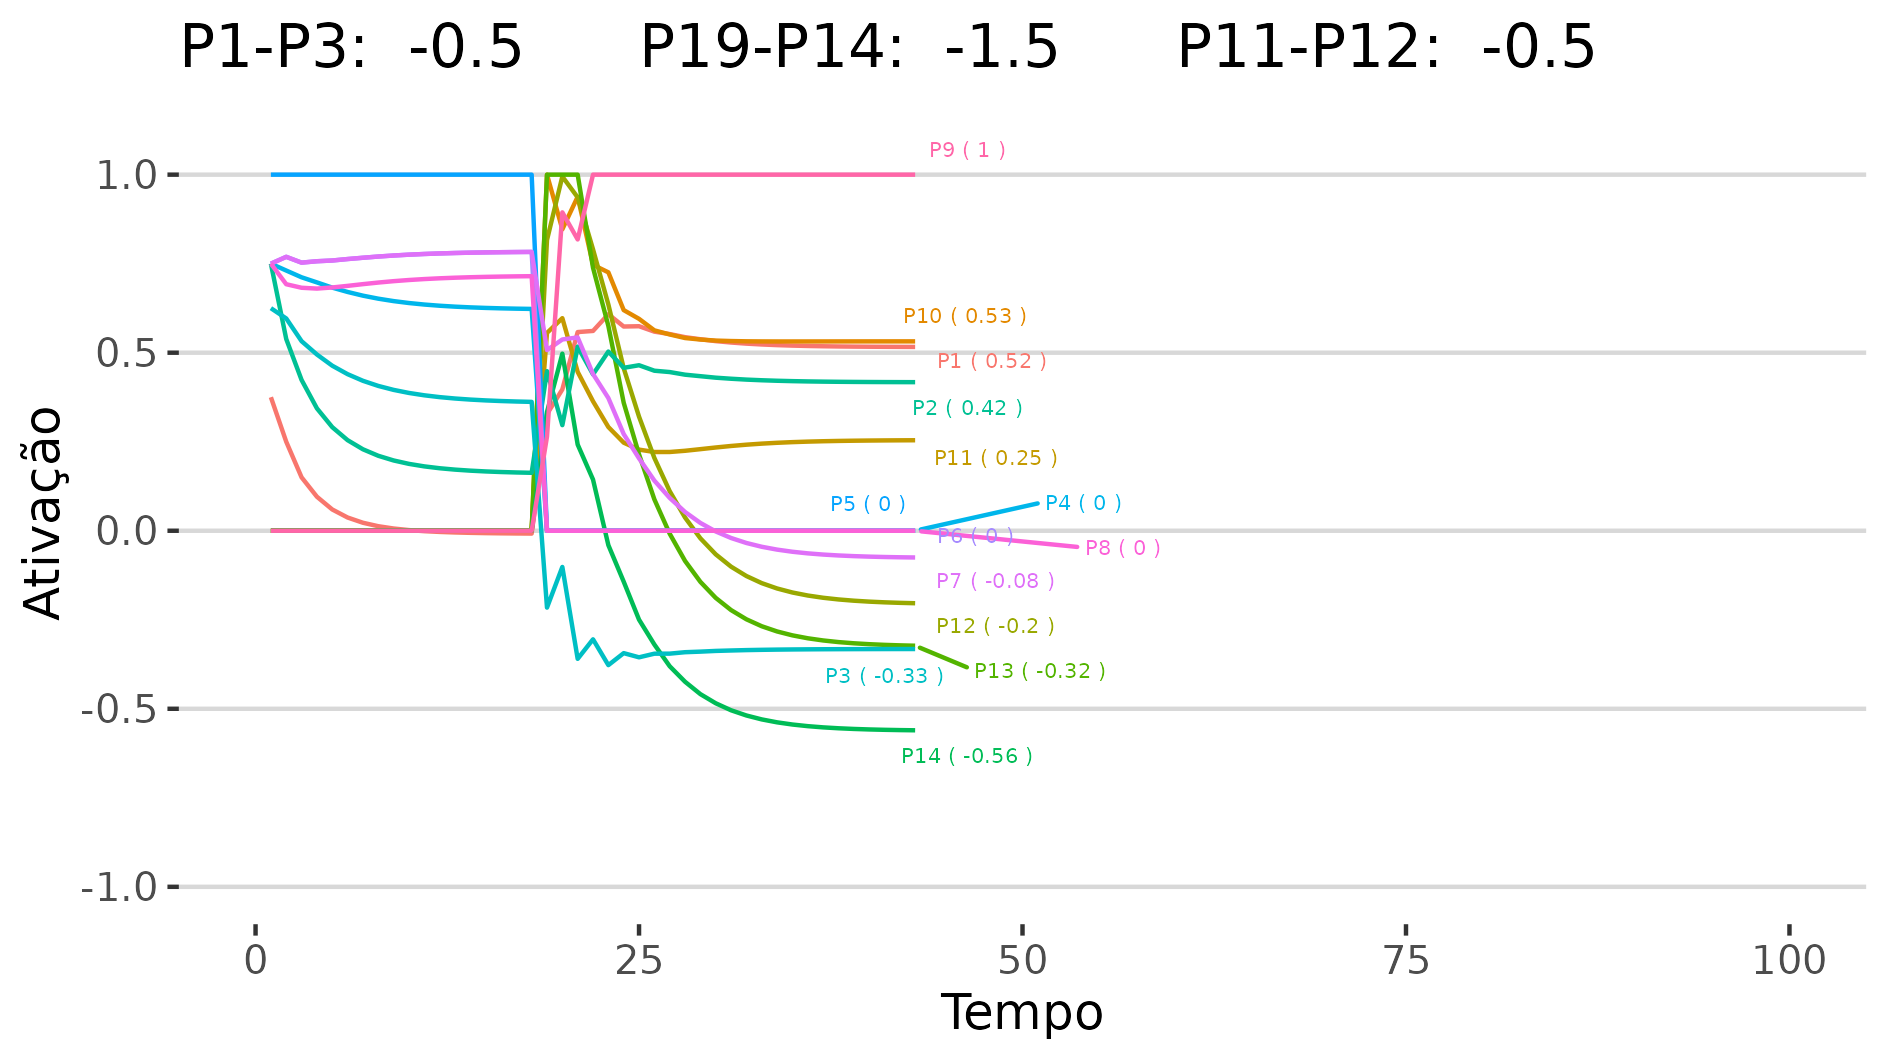 P1-P3: -0.5 P19-P14: -1.5 P11-P12: -0.5
P9 ( 1 )
1.0
P10 ( 0.53 )
0.5
P1 ( 0.52 )
P2 ( 0.42 )
P11 ( 0.25 )
P5 ( 0 )
P4 ( 0 )
0.0
P6 ( 0 )
P8 ( 0 )
P7 ( -0.08 )
P12 ( -0.2 )
P13 ( -0.32 )
P3 ( -0.33 )
-0.5
P14 ( -0.56 )
-1.0
Ativação
0 25 50 75 100
Tempo